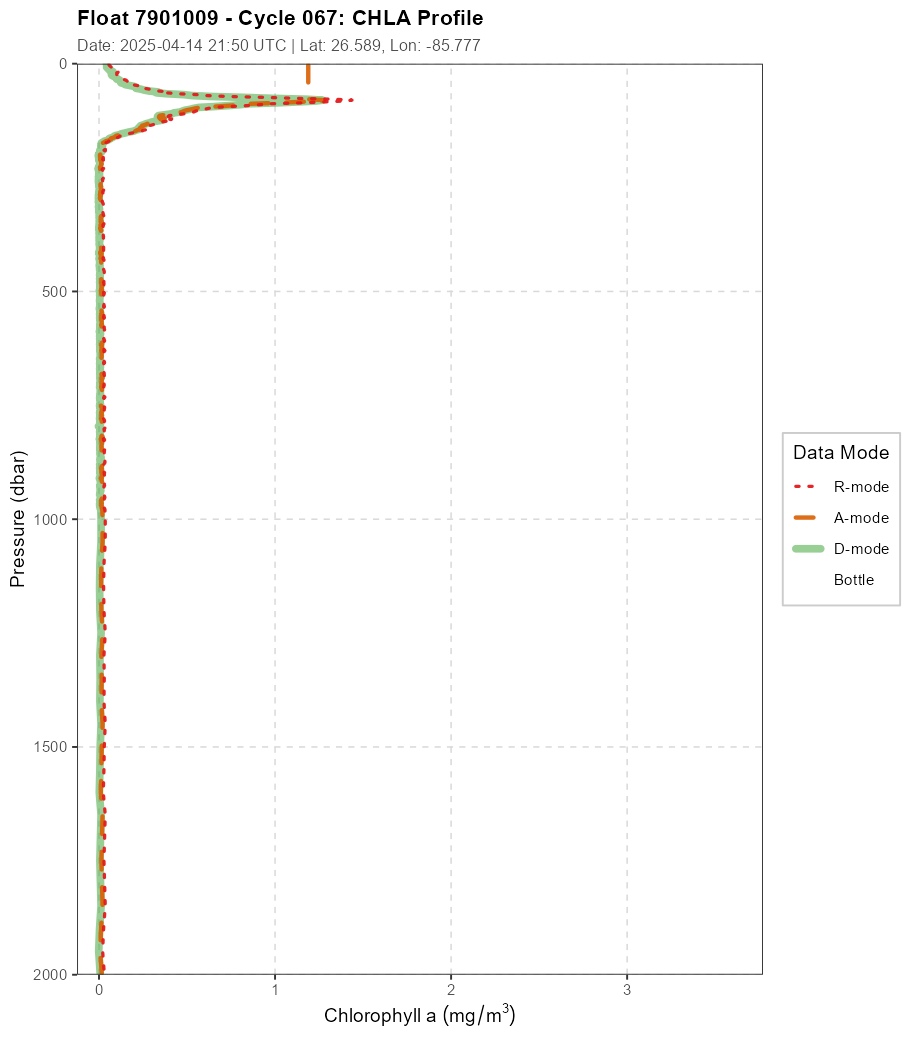 Float 7901009 - Cycle 067: CHLA Profile
Date: 2025-04-14 21:50 UTC | Lat: 26.589, Lon: -85.777
0
500
1000
1500
2000
Pressure (dbar)
0 1 2 3
Chlorophyll a (mg/m³)
Data Mode
R-mode
A-mode
D-mode
Bottle